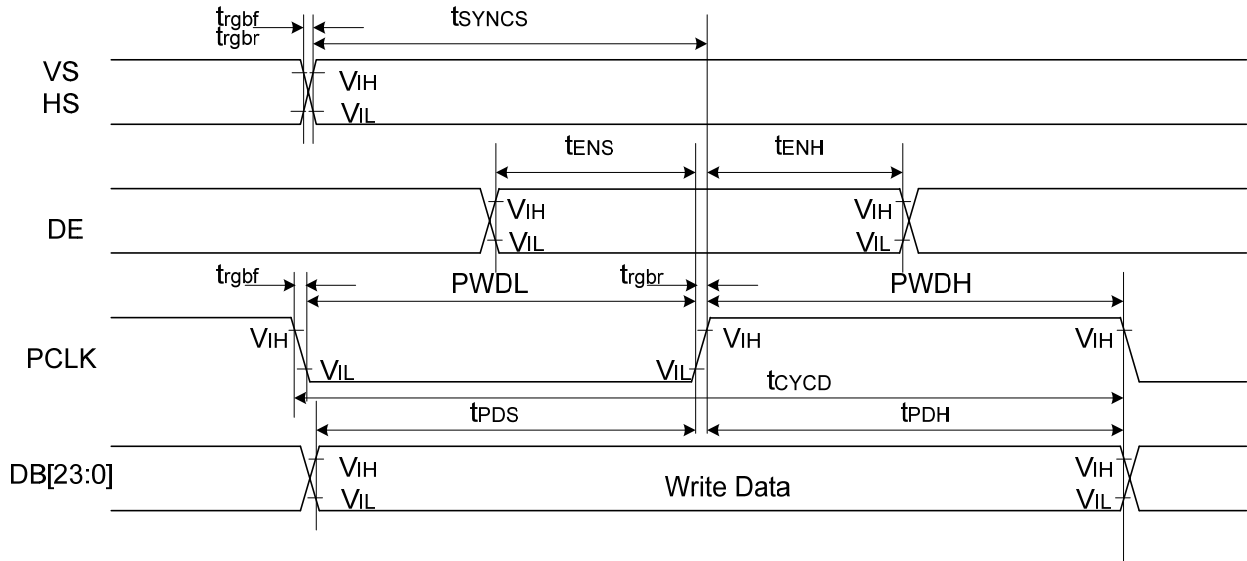 trgbf
trgbr
tSYNCS
VS
HS
VIH
VIL
tENS
tENH
DE
VIH
VIL
VIH
VIL
trgbf
PWDL
trgbr
PWDH
PCLK
VIH
VIL
VIL
VIH
VIH
tCYCD
tPDS
tPDH
DB[23:0]
VIH
VIL
Write Data
VIH
VIL